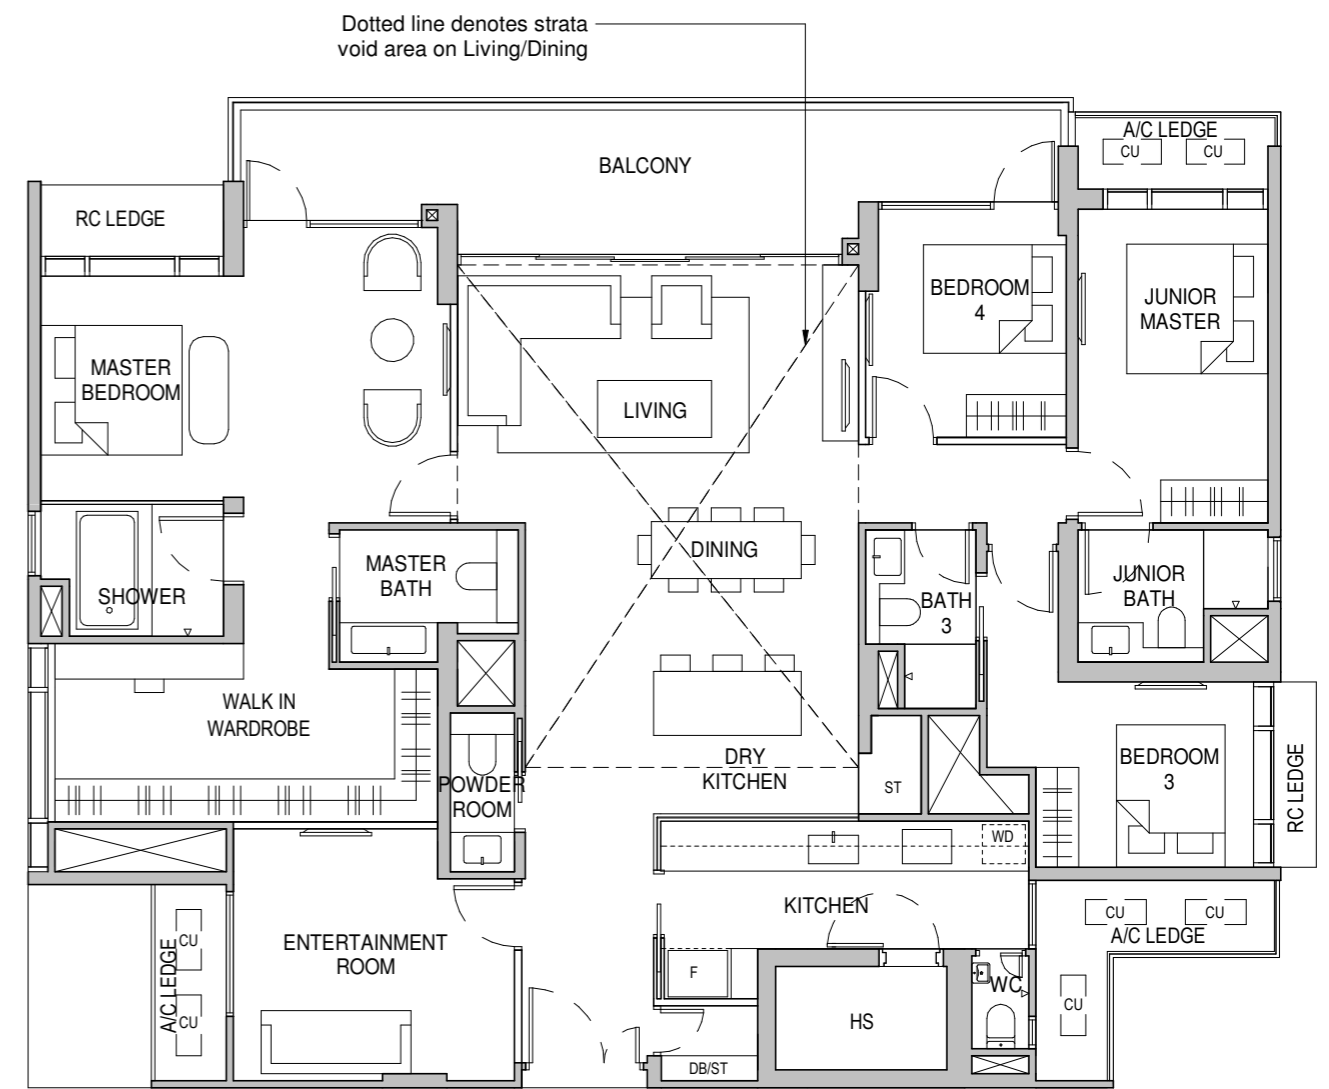 Dotted line denotes strata
void area on Living/Dining
A/C LEDGE
CU
CU
BALCONY
RC LEDGE
BEDROOM
4
JUNIOR
MASTER
MASTER
BEDROOM
LIVING
DINING
MASTER
BATH
SHOWER
BATH
3
JUNIOR
BATH
WALK IN
WARDROBE
DRY
KITCHEN
POWDER
ROOM
ST
BEDROOM
3
RC LEDGE
WD
KITCHEN
CU
CU
A/C LEDGE
ENTERTAINMENT
ROOM
A/C LEDGE
CU
CU
F
WC
CU
HS
DB/ST